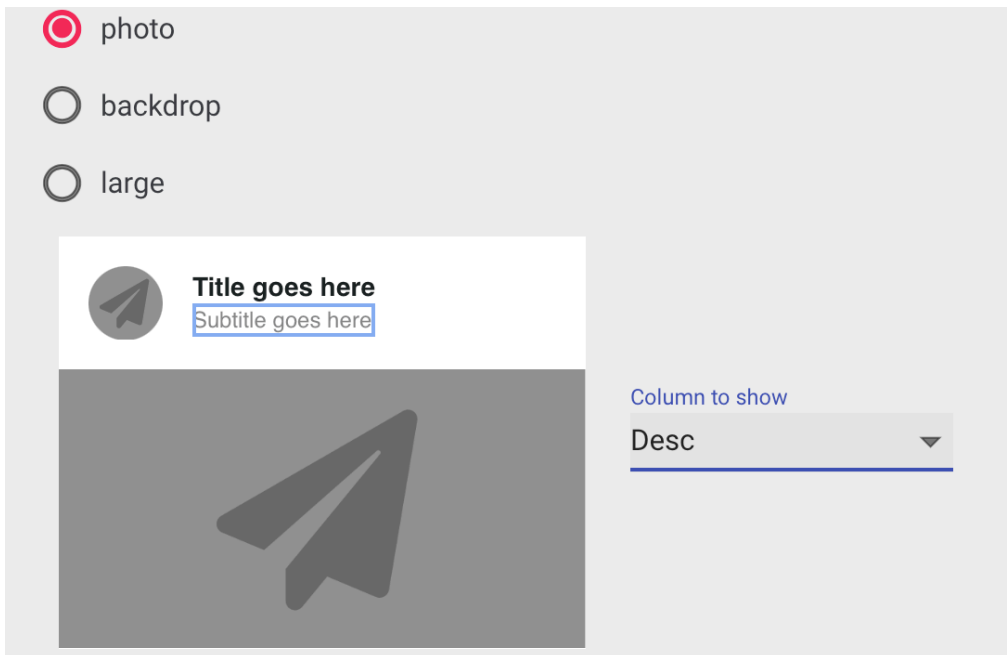 photo
backdrop
large
Title goes here
Subtitle goes here
Column to show
Desc